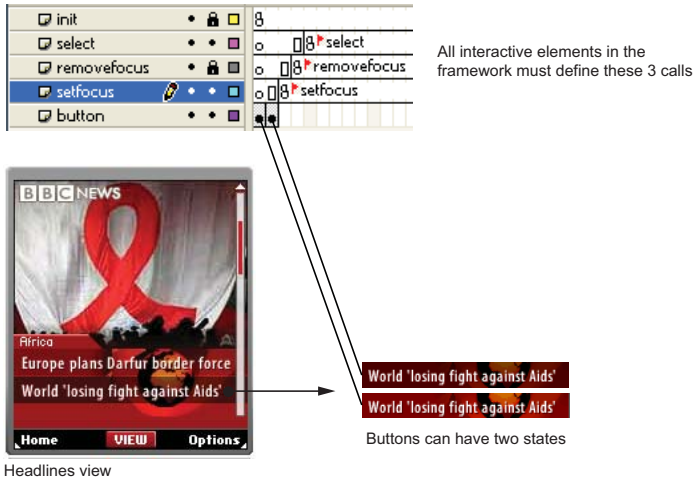 init
select
select
removefocus
removefocus
setfocus
setfocus
button
All interactive elements in the
framework must define these 3 calls
BBC NEWS
Africa
Europe plans Darfur border force
World 'losing fight against Aids'
Home VIEW Options
World 'losing fight against Aids'
World 'losing fight against Aids'
Buttons can have two states
Headlines view